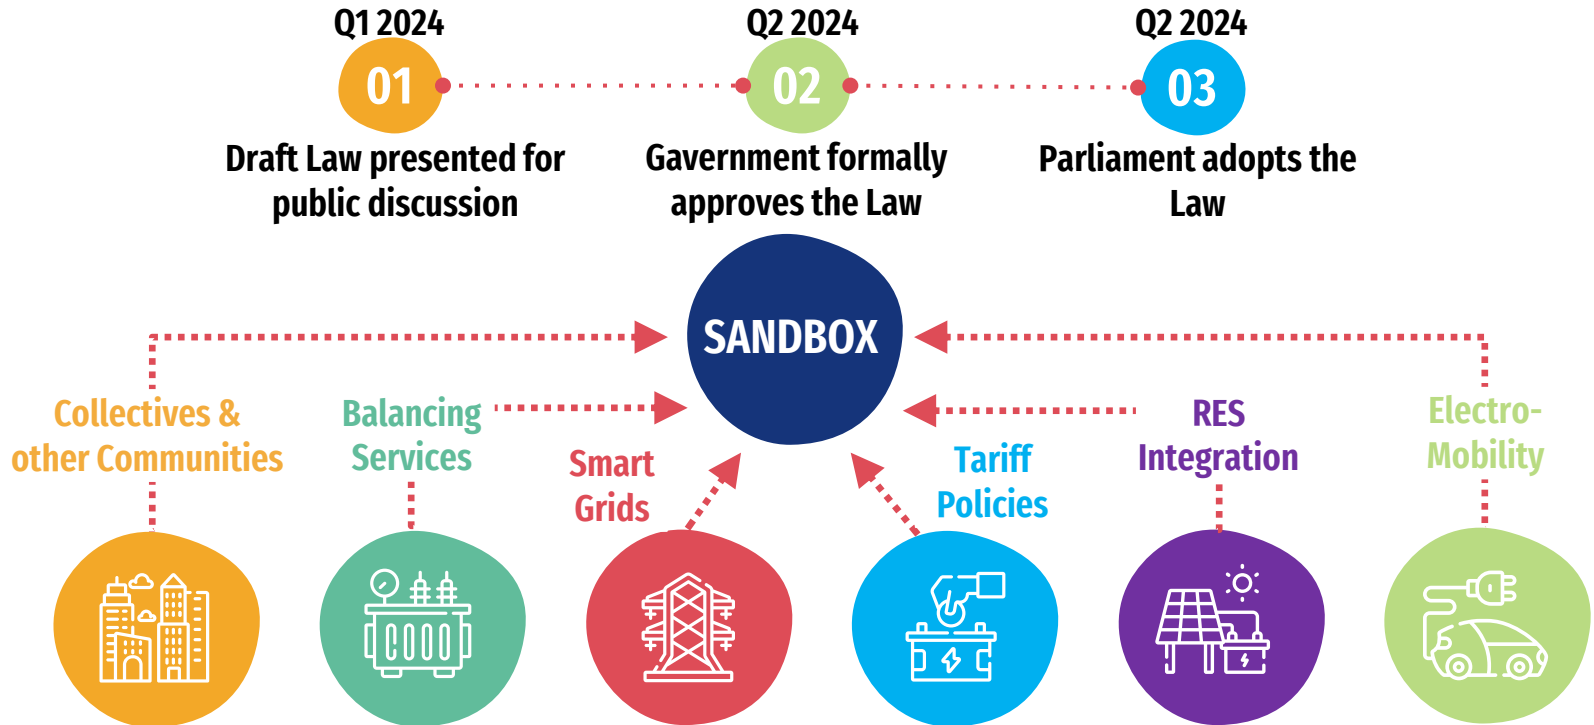 Q1 2024
Q2 2024
Q2 2024
01
02
03
Draft Law presented for
public discussion
Gavernment formally
approves the Law
Parliament adopts the
Law
SANDBOX
Collectives &
other Communities
Balancing
Services
Smart
Grids
Tariff
Policies
RES
Integration
Electro-
Mobility